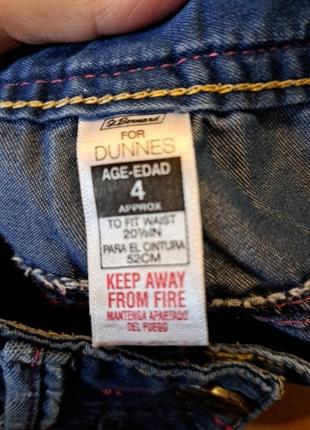 St. Bernard
FOR
DUNNES
AGE-EDAD
4
APPROX
TO FIT WAIST
20½IN
PARA EL CINTURA
52CM
KEEP AWAY
FROM FIRE
MANTENGA APARTADO
DEL FUEGO